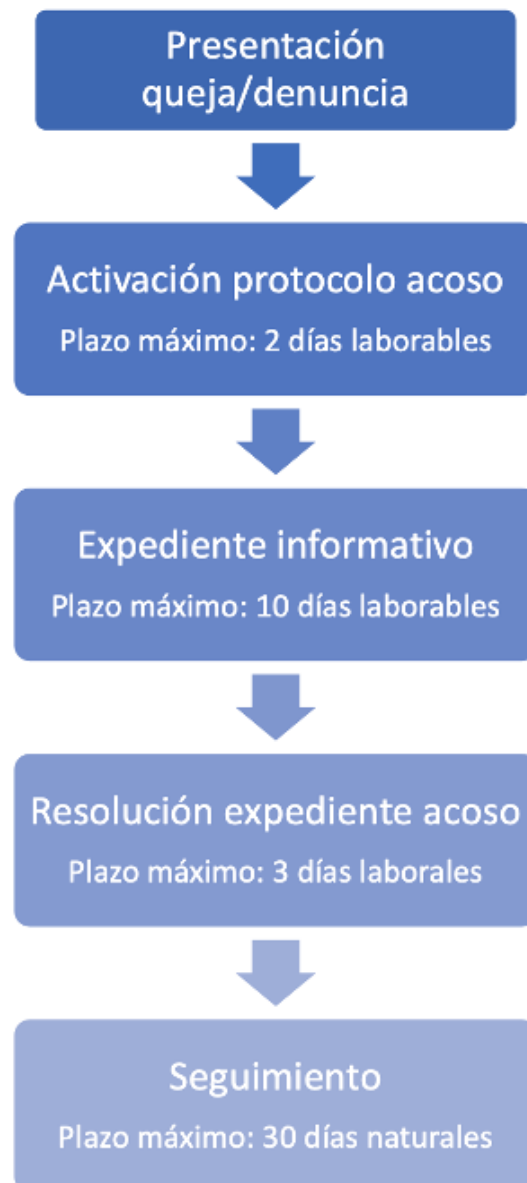 Presentación
queja/denuncia
Activación protocolo acoso
Plazo máximo: 2 días laborables
Expediente informativo
Plazo máximo: 10 días laborables
Resolución expediente acoso
Plazo máximo: 3 días laborales
Seguimiento
Plazo máximo: 30 días naturales